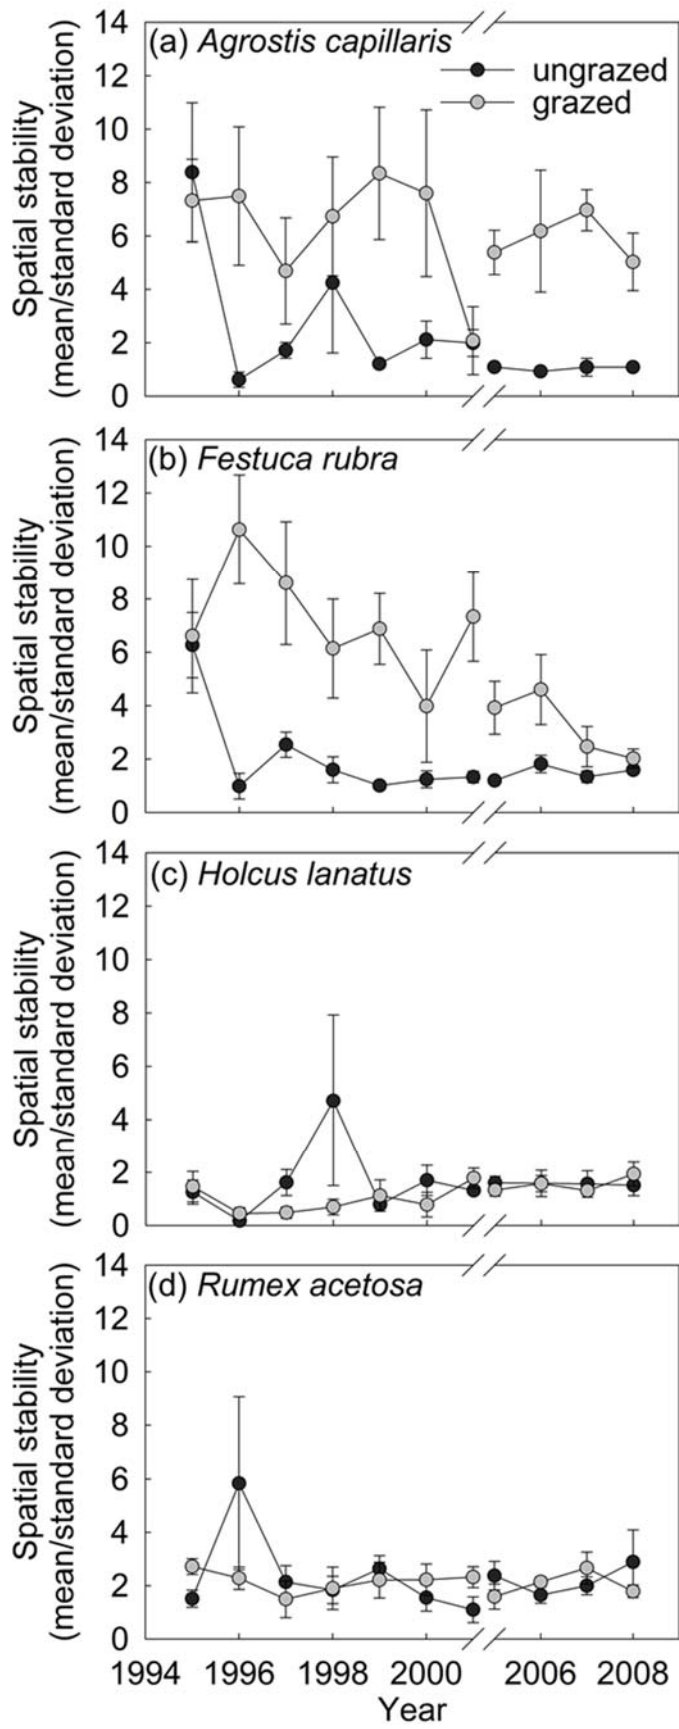 14
(a) Agrostis capillaris
12
ungrazed
10
grazed
8
6
4
2
0
Spatial stability
(mean/standard deviation)
14
(b) Festuca rubra
12
10
8
6
4
2
0
Spatial stability
(mean/standard deviation)
14
(c) Holcus lanatus
12
10
8
6
4
2
0
Spatial stability
(mean/standard deviation)
14
(d) Rumex acetosa
12
10
8
6
4
2
0
Spatial stability
(mean/standard deviation)
1994 1996 1998 2000 2006 2008
Year